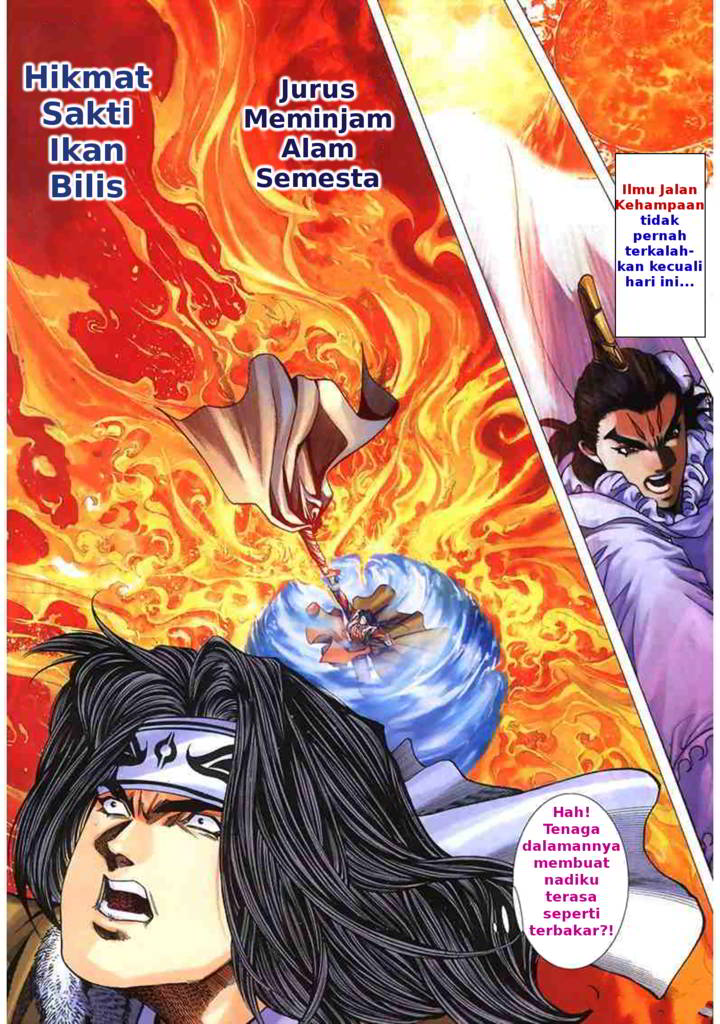 Hikmat
Sakti
Ikan
Bilis
Jurus
Meminjam
Alam
Semesta
Ilmu Jalan
Kehampaan
tidak
pernah
terkalah-
kan kecuali
hari ini...
Hah!
Tenaga
dalamannya
membuat
nadiku
terasa
seperti
terbakar?!